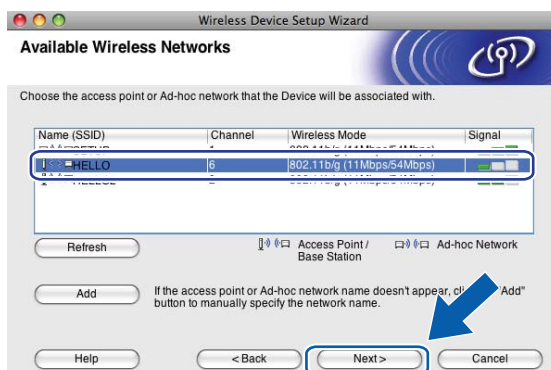 Wireless Device Setup Wizard
Available Wireless Networks
Choose the access point or Ad-hoc network that the Device will be associated with.
Name (SSID) Channel Wireless Mode Signal
HELLO 6 802.11b/g (11Mbps/54Mbps)
Refresh
Access Point / Base Station
Ad-hoc Network
Add
If the access point or Ad-hoc network name doesn't appear, "Add"
button to manually specify the network name.
Help < Back Next > Cancel